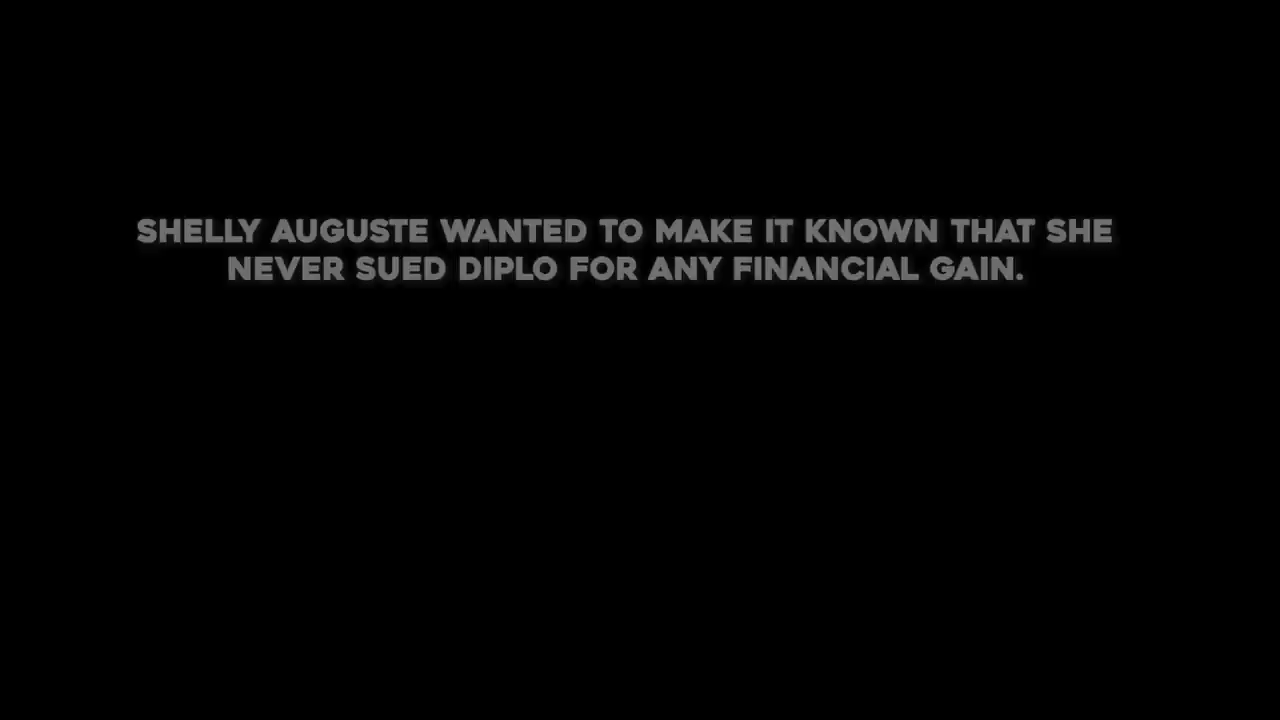 SHELLY AUGUSTE WANTED TO MAKE IT KNOWN THAT SHE
NEVER SUED DIPLO FOR ANY FINANCIAL GAIN.